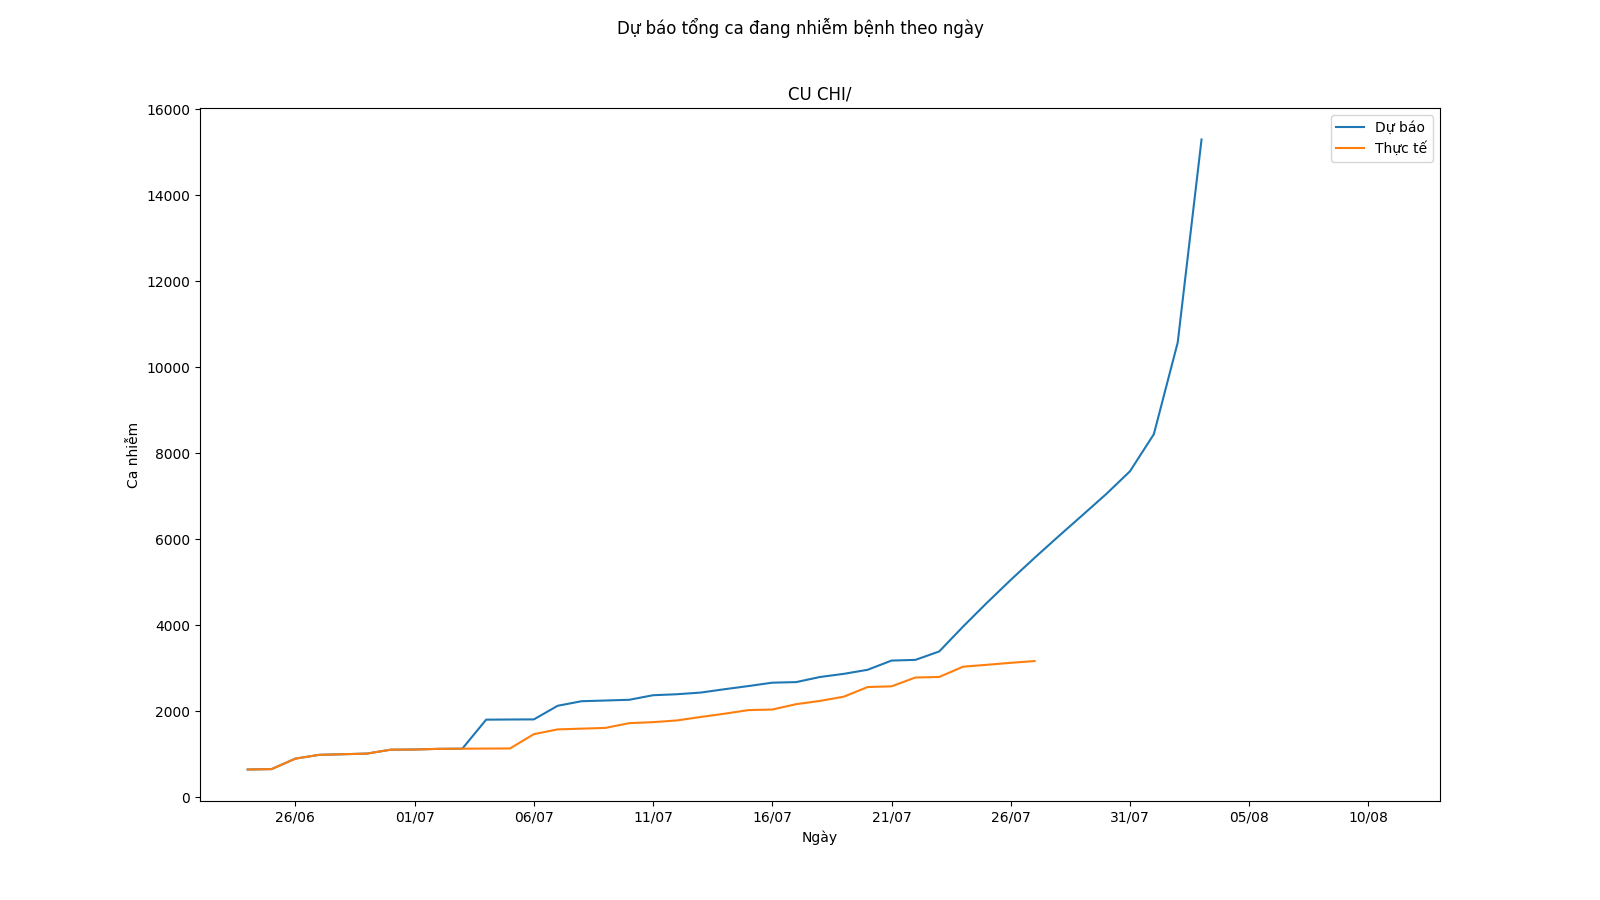 Dự báo tổng ca đang nhiễm bệnh theo ngày
CU CHI/
Dự báo
Thực tế
16000
14000
12000
10000
8000
6000
4000
2000
0
Ca nhiễm
26/06 01/07 06/07 11/07 16/07 21/07 26/07 31/07 05/08 10/08
Ngày